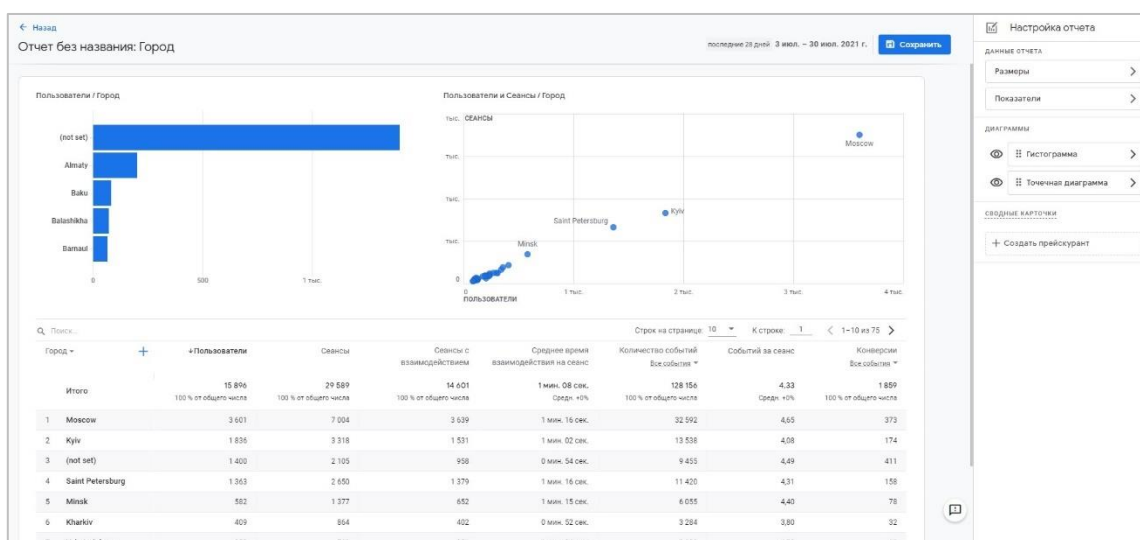 ← Назад
Отчет без названия: Город
последние 28 дней 3 июл. – 30 июл. 2021 г.
Сохранить
Пользователи / Город
(not set)
Almaty
Baku
Balashikha
Barnaul
0 500 1 тыс.
Пользователи и Сеансы / Город
тыс. СЕАНСЫ
тыс.
тыс.
тыс.
0
Moscow
Kyiv
Saint Petersburg
Minsk
0 1 тыс. 2 тыс. 3 тыс. 4 тыс.
ПОЛЬЗОВАТЕЛИ
Поиск...
Строк на странице: 10 К строке: 1 1–10 из 75
Город + ↓Пользователи Сеансы Сеансы с взаимодействием Среднее время взаимодействия на сеанс Количество событий Все события Событий за сеанс Конверсии Все события
Итого 15 896 29 589 14 601 1 мин. 08 сек. 128 156 4.33 1 859
100 % от общего числа 100 % от общего числа 100 % от общего числа Средн. +0% 100 % от общего числа Средн. +0% 100 % от общего числа
1 Moscow 3 601 7 004 3 639 1 мин. 16 сек. 32 592 4,65 373
2 Kyiv 1 836 3 318 1 531 1 мин. 02 сек. 13 538 4,08 174
3 (not set) 1 400 2 105 958 0 мин. 54 сек. 9 455 4,49 411
4 Saint Petersburg 1 363 2 650 1 379 1 мин. 16 сек. 11 420 4,31 158
5 Minsk 582 1 377 652 1 мин. 15 сек. 6 055 4,40 78
6 Kharkiv 409 864 402 0 мин. 52 сек. 3 284 3,80 32
Настройка отчета
ДАННЫЕ ОТЧЕТА
Размеры
Показатели
ДИАГРАММЫ
Гистограмма
Точечная диаграмма
СВОДНЫЕ КАРТОЧКИ
+ Создать прейскурант